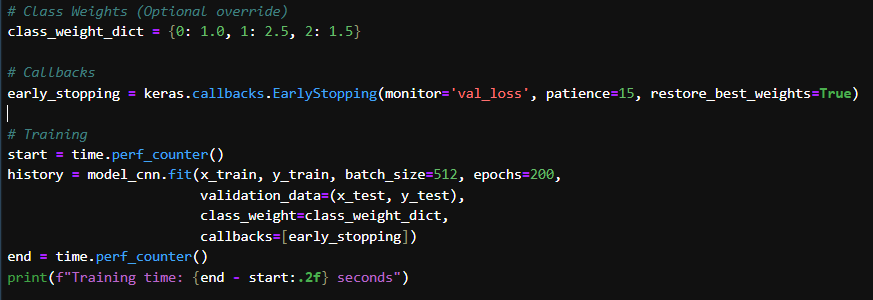 # Class Weights (Optional override)
class_weight_dict = {0: 1.0, 1: 2.5, 2: 1.5}
# Callbacks
early_stopping = keras.callbacks.EarlyStopping(monitor='val_loss', patience=15, restore_best_weights=True)
# Training
start = time.perf_counter()
history = model_cnn.fit(x_train, y_train, batch_size=512, epochs=200,
validation_data=(x_test, y_test),
class_weight=class_weight_dict,
callbacks=[early_stopping])
end = time.perf_counter()
print(f"Training time: {end - start:.2f} seconds")